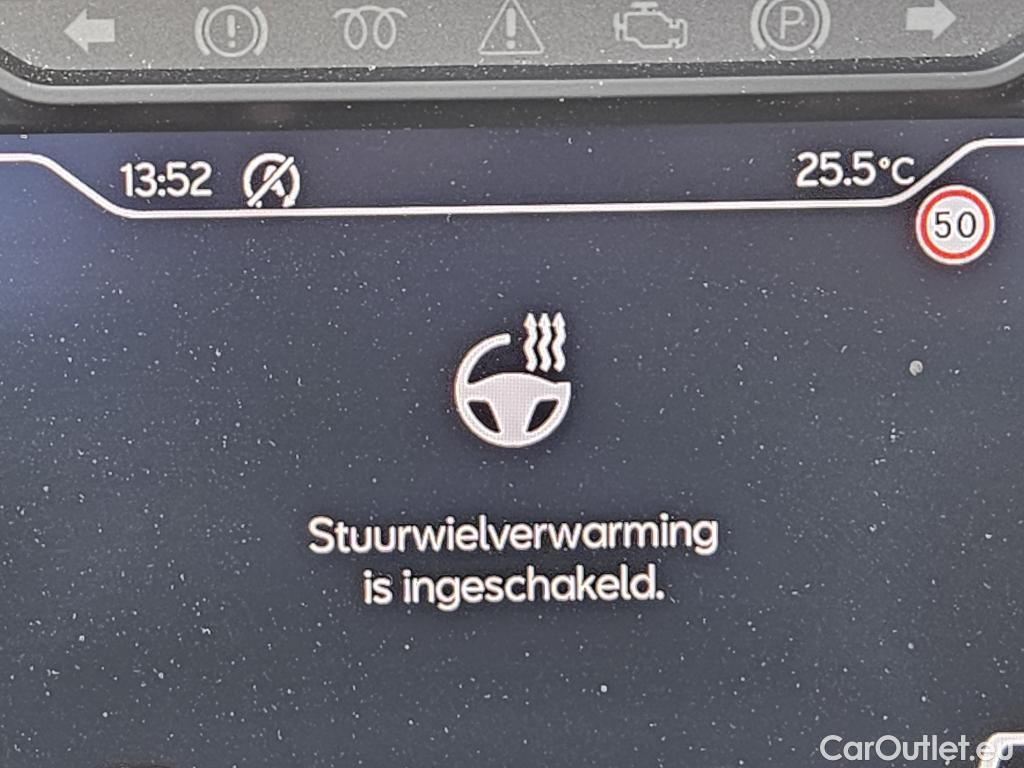 P
13:52
25.5°C
50
Stuurwielverwarming
is ingeschakeld.
CarOutlet.eu